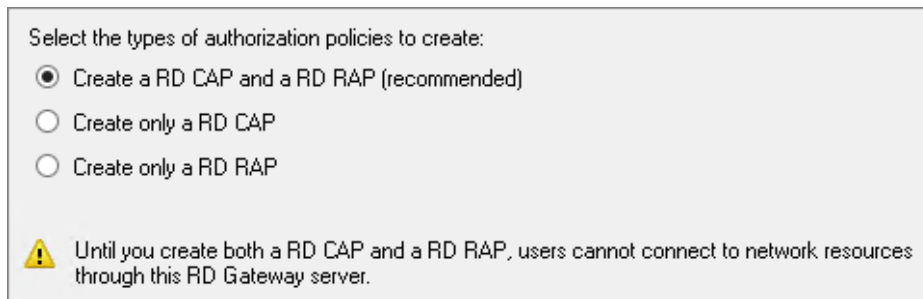 Select the types of authorization policies to create:
Create a RD CAP and a RD RAP (recommended)
Create only a RD CAP
Create only a RD RAP
Until you create both a RD CAP and a RD RAP, users cannot connect to network resources
through this RD Gateway server.